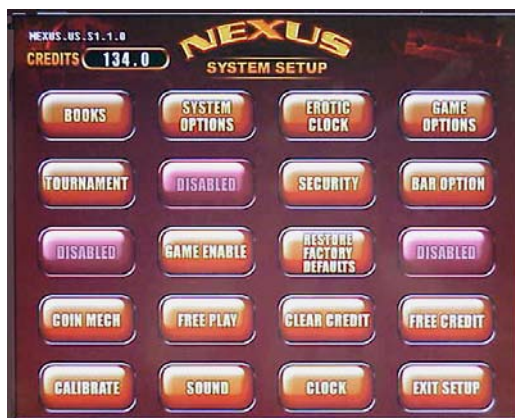 NEXUS.US.S1.1.0
NEXUS
CREDITS 134.0
SYSTEM SETUP
BOOKS
SYSTEM
OPTIONS
EROTIC
CLOCK
GAME
OPTIONS
TOURNAMENT
DISABLED
SECURITY
BAR OPTION
DISABLED
GAME ENABLE
RESTORE
FACTORY
DEFAULTS
DISABLED
COIN MECH
FREE PLAY
CLEAR CREDIT
FREE CREDIT
CALIBRATE
SOUND
CLOCK
EXIT SETUP